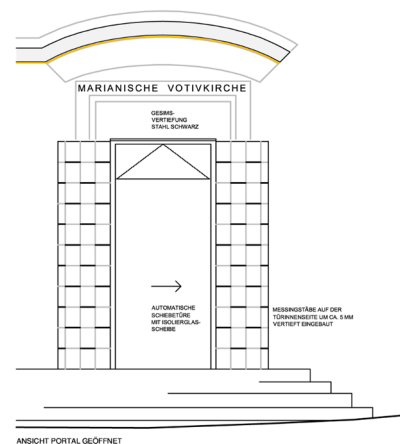 MARIANISCHE VOTIVKIRCHE
GESIMS-
VERTIEFUNG
STAHL SCHWARZ
AUTOMATISCHE
SCHIEBETÜRE
MIT ISOLIERGLAS-
SCHEIBE
MESSINGSTÄBE AUF DER
TÜRINNENSEITE UM CA. 5 MM
VERTIEFT EINGEBAUT
ANSICHT PORTAL GEÖFFNET